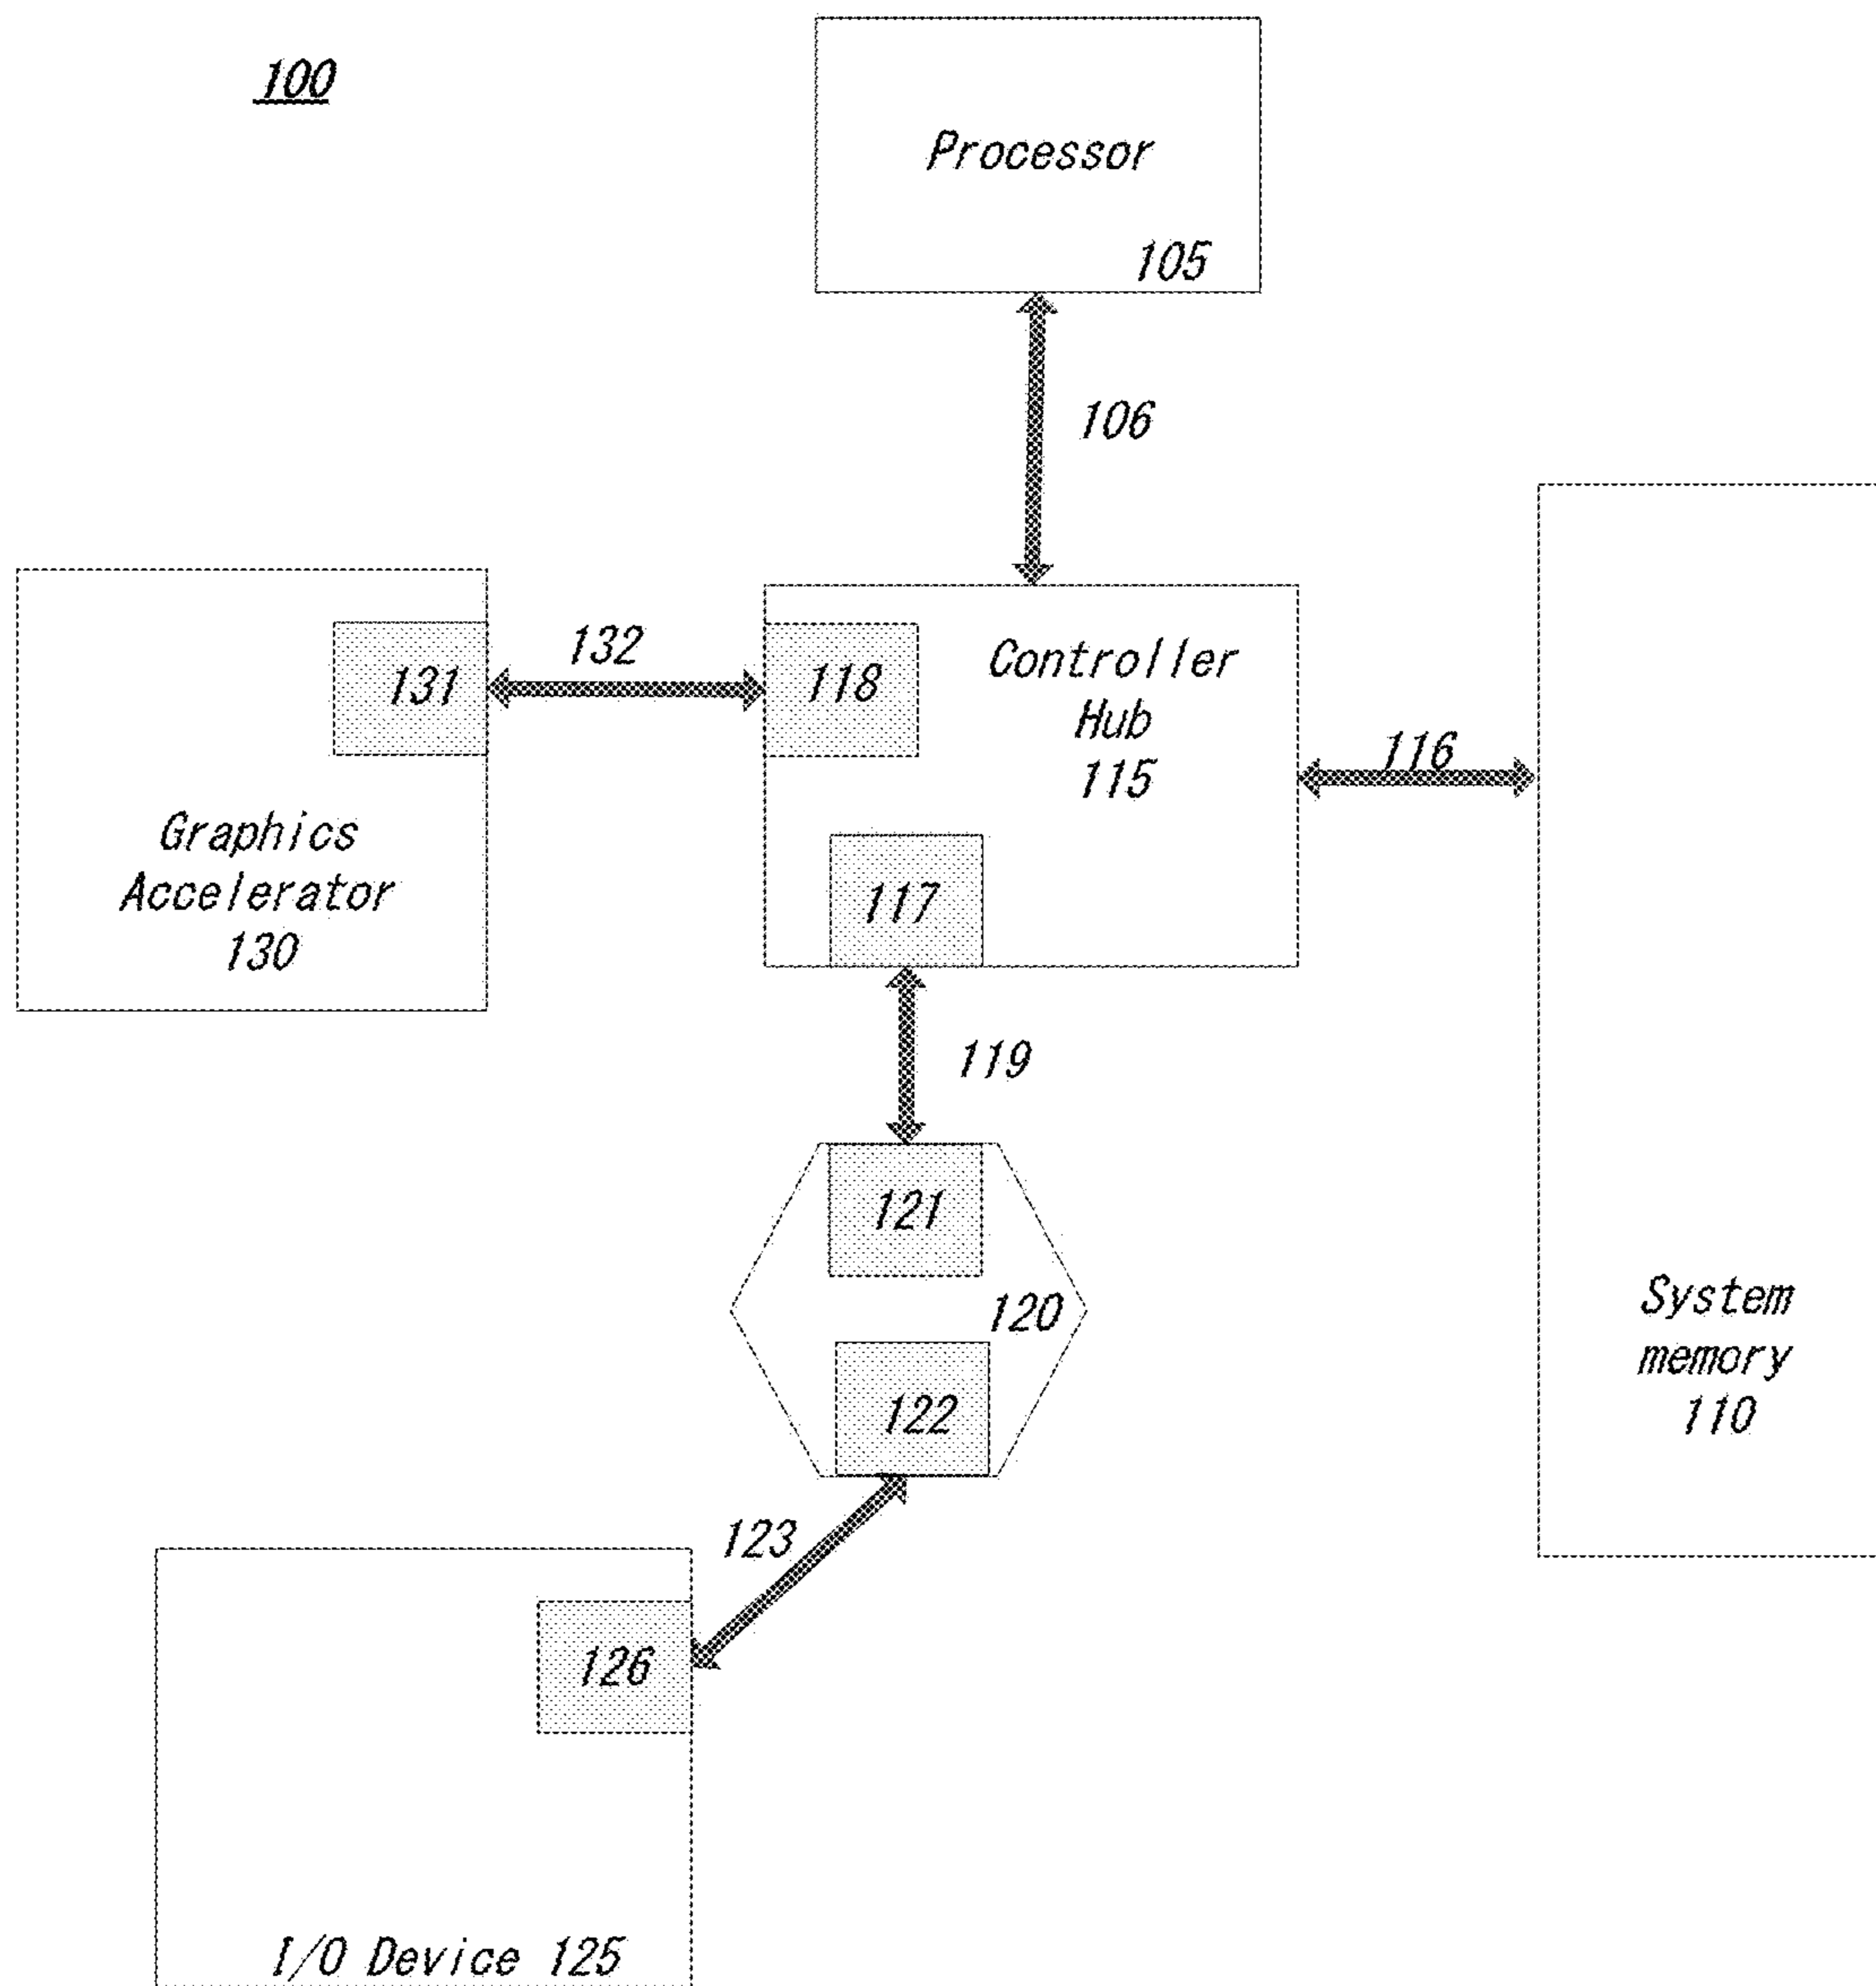 100
Processor
105
106
132
131
118
Controller
Hub
115
116
Graphics
Accelerator
130
117
119
121
120
122
System
memory
110
123
126
I/O Device 125